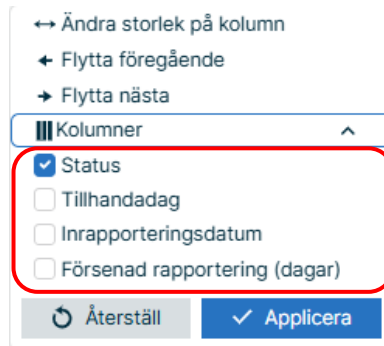 Ändra storlek på kolumn
Flytta föregående
Flytta nästa
Kolumner
Status
Tillhandadag
Inrapporteringsdatum
Försenad rapportering (dagar)
Återställ
Applicera